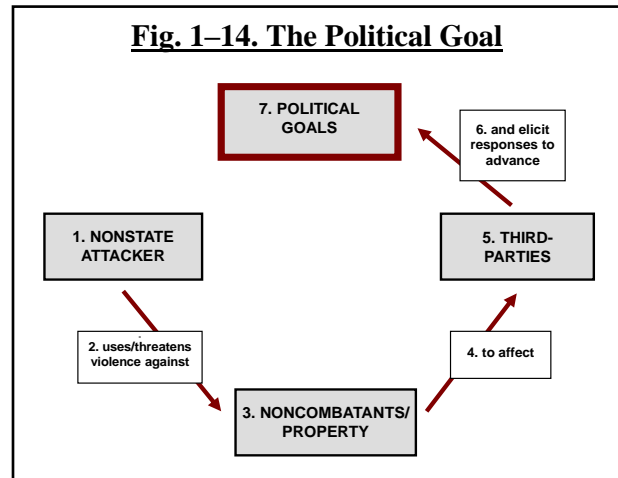 Fig. 1–14. The Political Goal
7. POLITICAL
GOALS
6. and elicit
responses to
advance
1. NONSTATE
ATTACKER
5. THIRD-
PARTIES
2. uses/threatens
violence against
4. to affect
3. NONCOMBATANTS/
PROPERTY